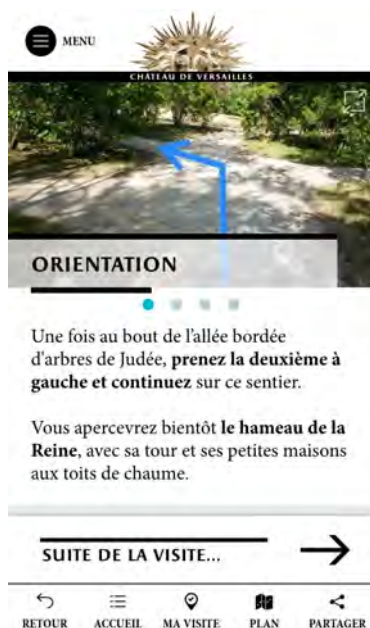 MENU
CHÂTEAU DE VERSAILLES
ORIENTATION
Une fois au bout de l'allée bordée
d'arbres de Judée, prenez la deuxième à
gauche et continuez sur ce sentier.
Vous apercevrez bientôt le hameau de la
Reine, avec sa tour et ses petites maisons
aux toits de chaume.
SUITE DE LA VISITE...
RETOUR ACCUEIL MA VISITE PLAN PARTAGER